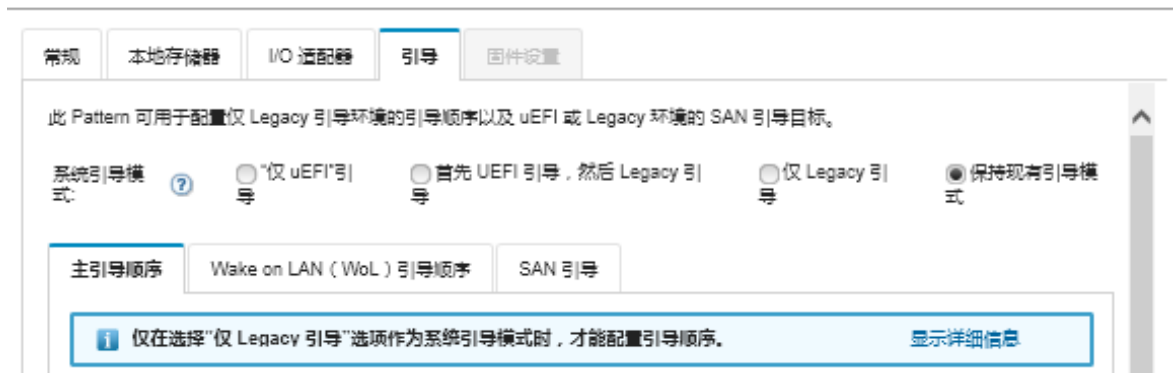 常规 本地存储器 I/O 适配器 引导 固件设置
此 Pattern 可用于配置仅 Legacy 引导环境的引导顺序以及 uEFI 或 Legacy 环境的 SAN 引导目标。
系统引导模 ? "仅 uEFI"引 首先 UEFI 引导，然后 Legacy 引 仅 Legacy 引 保持现有引导模
式: 导 导 导 式
主引导顺序 Wake on LAN（WoL）引导顺序 SAN 引导
i 仅在选择"仅 Legacy 引导"选项作为系统引导模式时，才能配置引导顺序。 显示详细信息